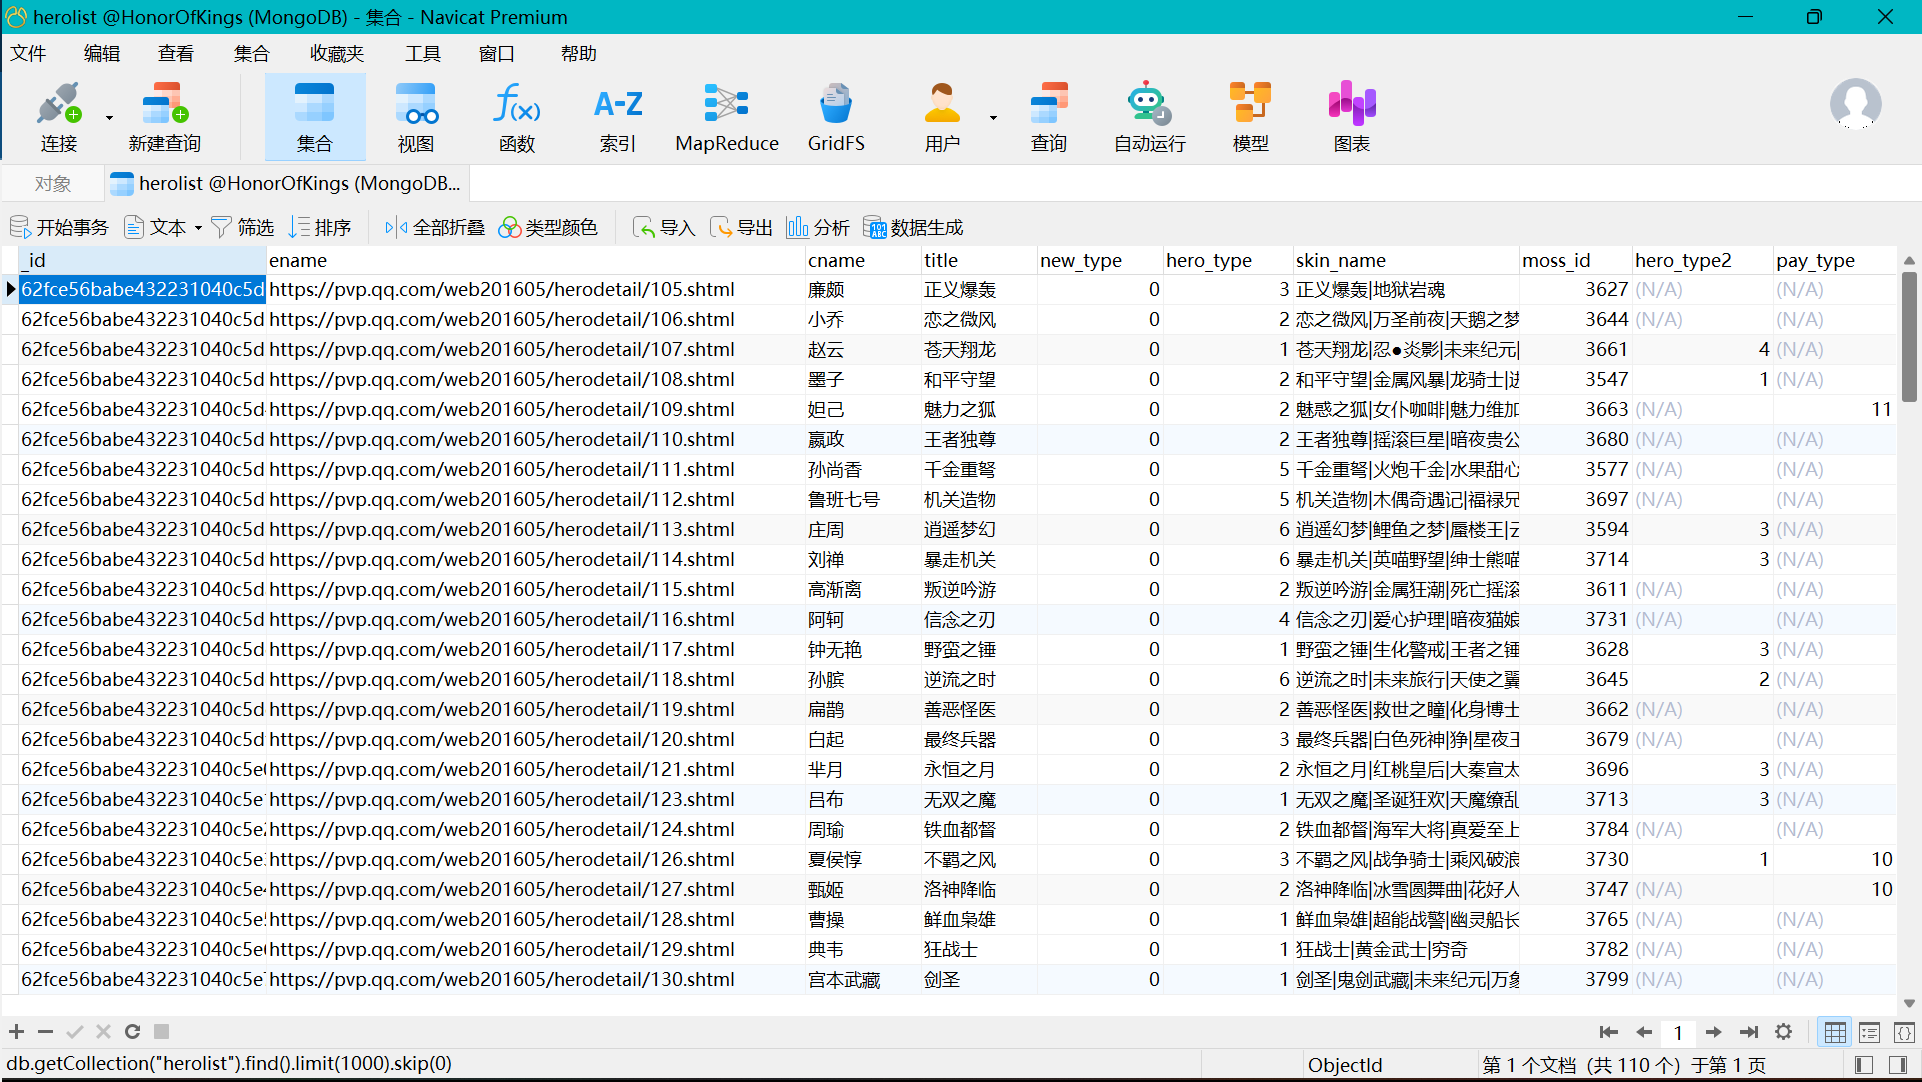 herolist @HonorOfKings (MongoDB) - 集合 - Navicat Premium
文件 编辑 查看 集合 收藏夹 工具 窗口 帮助
连接 新建查询 集合 视图 函数 索引 MapReduce GridFS 用户 查询 自动运行 模型 图表
对象 herolist @HonorOfKings (MongoDB...
开始事务 文本 筛选 排序 全部折叠 类型颜色 导入 导出 分析 数据生成
_id ename cname title new_type hero_type skin_name moss_id hero_type2 pay_type
62fce56babe432231040c5d https://pvp.qq.com/web201605/herodetail/105.shtml 廉颇 正义爆轰 0 3 正义爆轰|地狱岩魂 3627 (N/A) (N/A)
62fce56babe432231040c5d https://pvp.qq.com/web201605/herodetail/106.shtml 小乔 恋之微风 0 2 恋之微风|万圣前夜|天鹅之梦 3644 (N/A) (N/A)
62fce56babe432231040c5d https://pvp.qq.com/web201605/herodetail/107.shtml 赵云 苍天翔龙 0 1 苍天翔龙|忍●炎影|未来纪元| 3661 4 (N/A)
62fce56babe432231040c5d https://pvp.qq.com/web201605/herodetail/108.shtml 墨子 和平守望 0 2 和平守望|金属风暴|龙骑士|进 3547 1 (N/A)
62fce56babe432231040c5d https://pvp.qq.com/web201605/herodetail/109.shtml 妲己 魅力之狐 0 2 魅惑之狐|女仆咖啡|魅力维加 3663 (N/A) 11
62fce56babe432231040c5d https://pvp.qq.com/web201605/herodetail/110.shtml 嬴政 王者独尊 0 2 王者独尊|摇滚巨星|暗夜贵公 3680 (N/A) (N/A)
62fce56babe432231040c5d https://pvp.qq.com/web201605/herodetail/111.shtml 孙尚香 千金重弩 0 5 千金重弩|火炮千金|水果甜心 3577 (N/A) (N/A)
62fce56babe432231040c5d https://pvp.qq.com/web201605/herodetail/112.shtml 鲁班七号 机关造物 0 5 机关造物|木偶奇遇记|福禄兄 3697 (N/A) (N/A)
62fce56babe432231040c5d https://pvp.qq.com/web201605/herodetail/113.shtml 庄周 逍遥梦幻 0 6 逍遥幻梦|鲤鱼之梦|蜃楼王|云 3594 3 (N/A)
62fce56babe432231040c5d https://pvp.qq.com/web201605/herodetail/114.shtml 刘禅 暴走机关 0 6 暴走机关|英喵野望|绅士熊喵 3714 3 (N/A)
62fce56babe432231040c5d https://pvp.qq.com/web201605/herodetail/115.shtml 高渐离 叛逆吟游 0 2 叛逆吟游|金属狂潮|死亡摇滚 3611 (N/A) (N/A)
62fce56babe432231040c5d https://pvp.qq.com/web201605/herodetail/116.shtml 阿轲 信念之刃 0 4 信念之刃|爱心护理|暗夜猫娘 3731 (N/A) (N/A)
62fce56babe432231040c5d https://pvp.qq.com/web201605/herodetail/117.shtml 钟无艳 野蛮之锤 0 1 野蛮之锤|生化警戒|王者之锤 3628 3 (N/A)
62fce56babe432231040c5d https://pvp.qq.com/web201605/herodetail/118.shtml 孙膑 逆流之时 0 6 逆流之时|未来旅行|天使之翼 3645 2 (N/A)
62fce56babe432231040c5d https://pvp.qq.com/web201605/herodetail/119.shtml 扁鹊 善恶怪医 0 2 善恶怪医|救世之瞳|化身博士 3662 (N/A) (N/A)
62fce56babe432231040c5d https://pvp.qq.com/web201605/herodetail/120.shtml 白起 最终兵器 0 3 最终兵器|白色死神|狰|星夜王 3679 (N/A) (N/A)
62fce56babe432231040c5e https://pvp.qq.com/web201605/herodetail/121.shtml 芈月 永恒之月 0 2 永恒之月|红桃皇后|大秦宣太 3696 3 (N/A)
62fce56babe432231040c5e https://pvp.qq.com/web201605/herodetail/123.shtml 吕布 无双之魔 0 1 无双之魔|圣诞狂欢|天魔缭乱 3713 3 (N/A)
62fce56babe432231040c5e https://pvp.qq.com/web201605/herodetail/124.shtml 周瑜 铁血都督 0 2 铁血都督|海军大将|真爱至上 3784 (N/A) (N/A)
62fce56babe432231040c5e https://pvp.qq.com/web201605/herodetail/126.shtml 夏侯惇 不羁之风 0 3 不羁之风|战争骑士|乘风破浪 3730 1 10
62fce56babe432231040c5e https://pvp.qq.com/web201605/herodetail/127.shtml 甄姬 洛神降临 0 2 洛神降临|冰雪圆舞曲|花好人 3747 (N/A) 10
62fce56babe432231040c5e https://pvp.qq.com/web201605/herodetail/128.shtml 曹操 鲜血枭雄 0 1 鲜血枭雄|超能战警|幽灵船长 3765 (N/A) (N/A)
62fce56babe432231040c5e https://pvp.qq.com/web201605/herodetail/129.shtml 典韦 狂战士 0 1 狂战士|黄金武士|穷奇 3782 (N/A) (N/A)
62fce56babe432231040c5e https://pvp.qq.com/web201605/herodetail/130.shtml 宫本武藏 剑圣 0 1 剑圣|鬼剑武藏|未来纪元|万象 3799 (N/A) (N/A)
1
db.getCollection("herolist").find().limit(1000).skip(0) ObjectId 第 1 个文档 (共 110 个) 于第 1 页